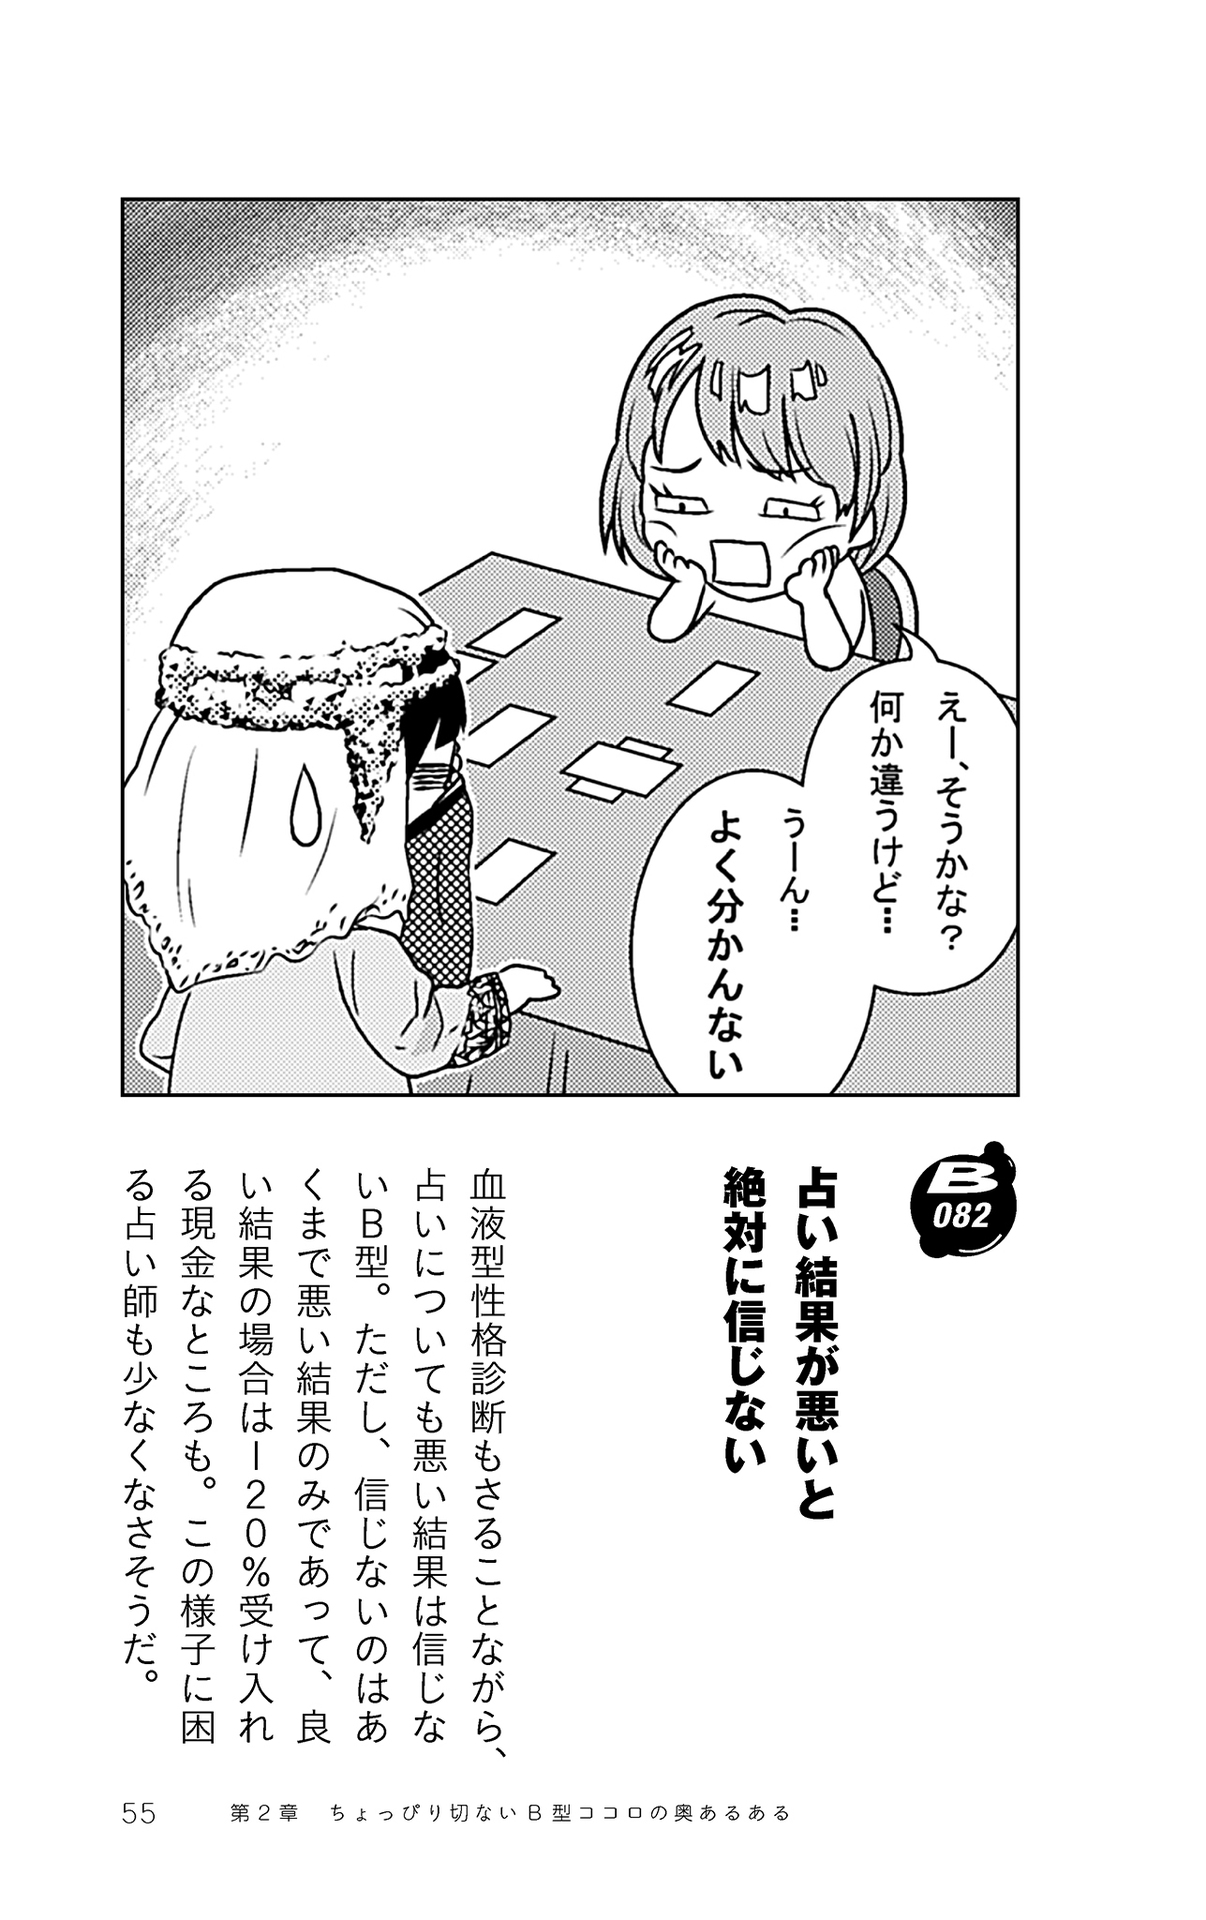 えー、そうかな?
何か違うけど…
うーん…
よく分かんない
B
082
占い結果が悪いと
絶対に信じない
血液型性格診断もさることながら、
占いについても悪い結果は信じな
いB型。ただし、信じないのはあ
くまで悪い結果のみであって、良
い結果の場合は120%受け入れ
る現金なところも。この様子に困
る占い師も少なくなさそうだ。
55 第2章 ちょっぴり切ないB型ココロの奥あるある